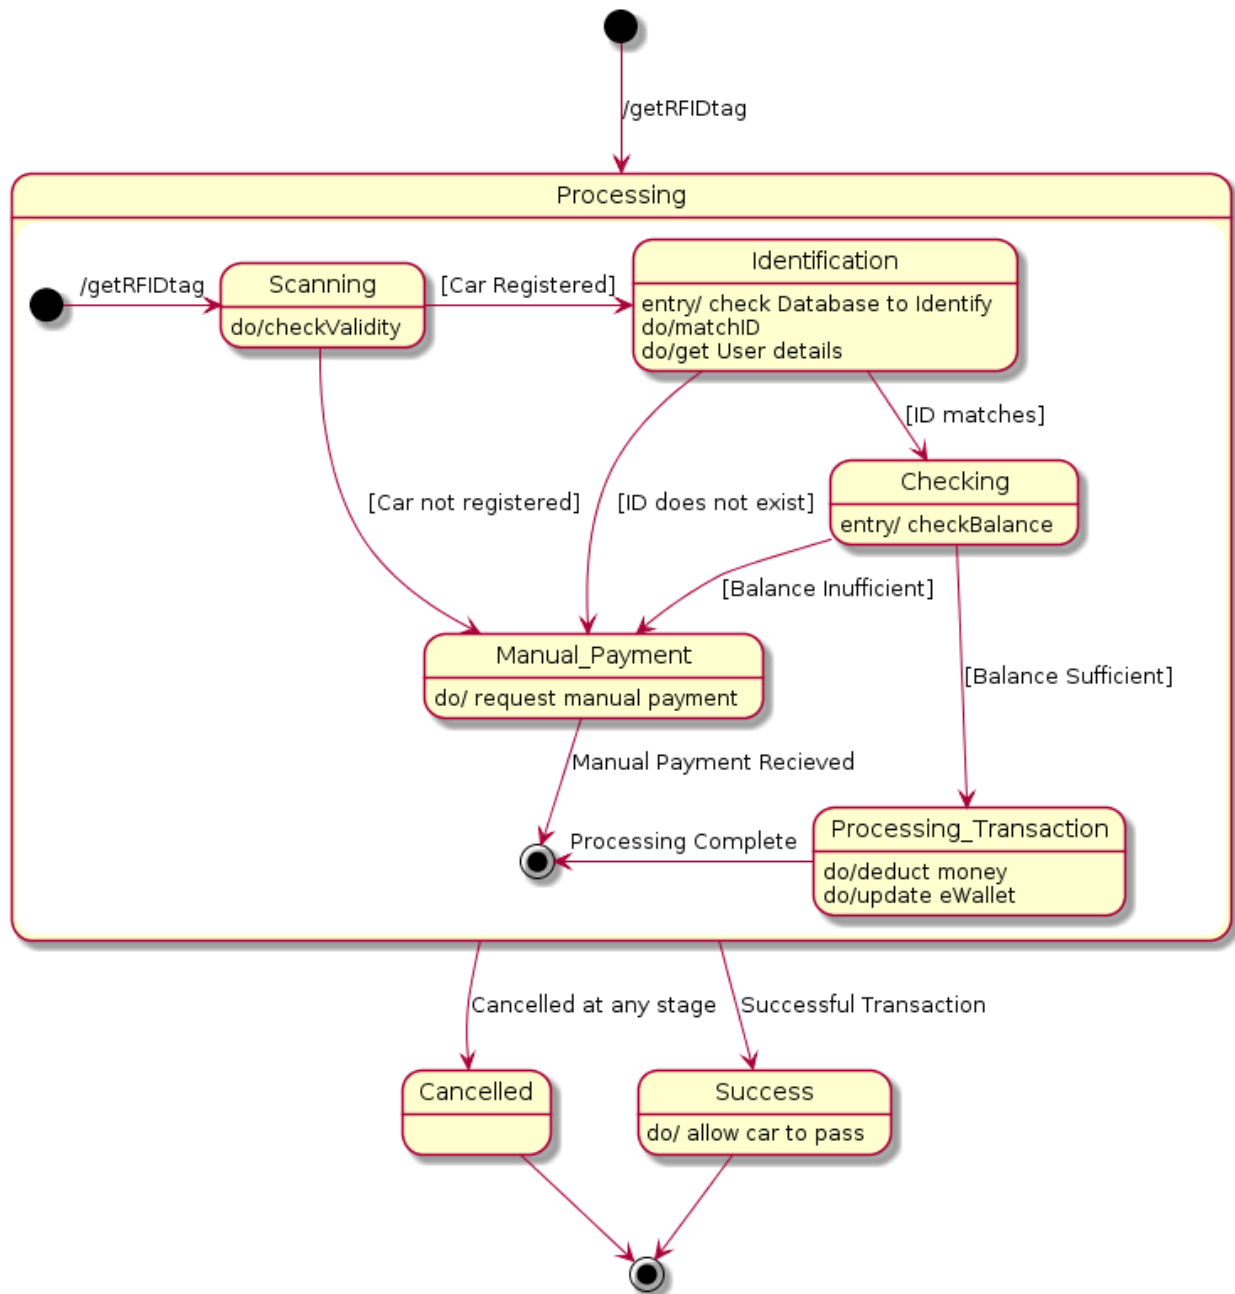 /getRFIDtag
Processing
/getRFIDtag
Scanning
do/checkValidity
[Car Registered]
Identification
entry/ check Database to Identify
do/matchID
do/get User details
[ID matches]
Checking
entry/ checkBalance
[Car not registered]
[ID does not exist]
[Balance Inufficient]
[Balance Sufficient]
Manual_Payment
do/ request manual payment
Manual Payment Recieved
Processing Complete
Processing_Transaction
do/deduct money
do/update eWallet
Cancelled at any stage
Successful Transaction
Cancelled
Success
do/ allow car to pass